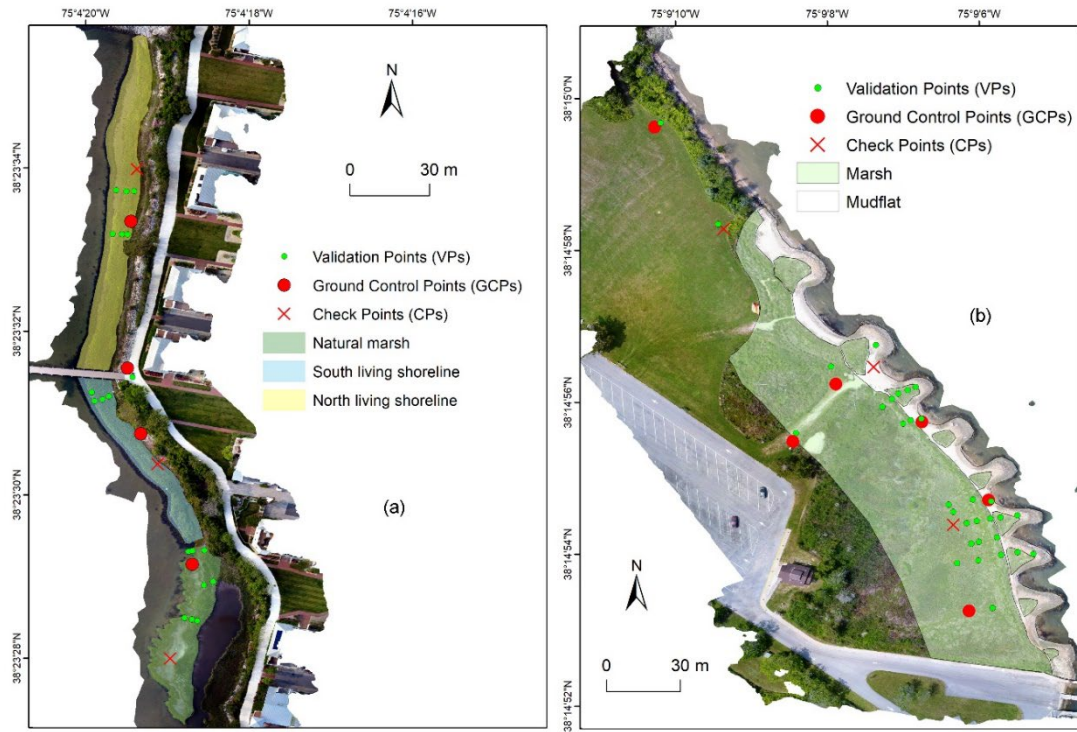 75°4'20"W
75°4'18"W
75°4'16"W
38°23'34"N
38°23'32"N
38°23'30"N
38°23'28"N
N
0 30 m
Validation Points (VPs)
Ground Control Points (GCPs)
Check Points (CPs)
Natural marsh
South living shoreline
North living shoreline
(a)
75°9'10"W
75°9'8"W
75°9'6"W
38°15'0"N
38°14'58"N
38°14'56"N
38°14'54"N
38°14'52"N
Validation Points (VPs)
Ground Control Points (GCPs)
Check Points (CPs)
Marsh
Mudflat
(b)
N
0 30 m